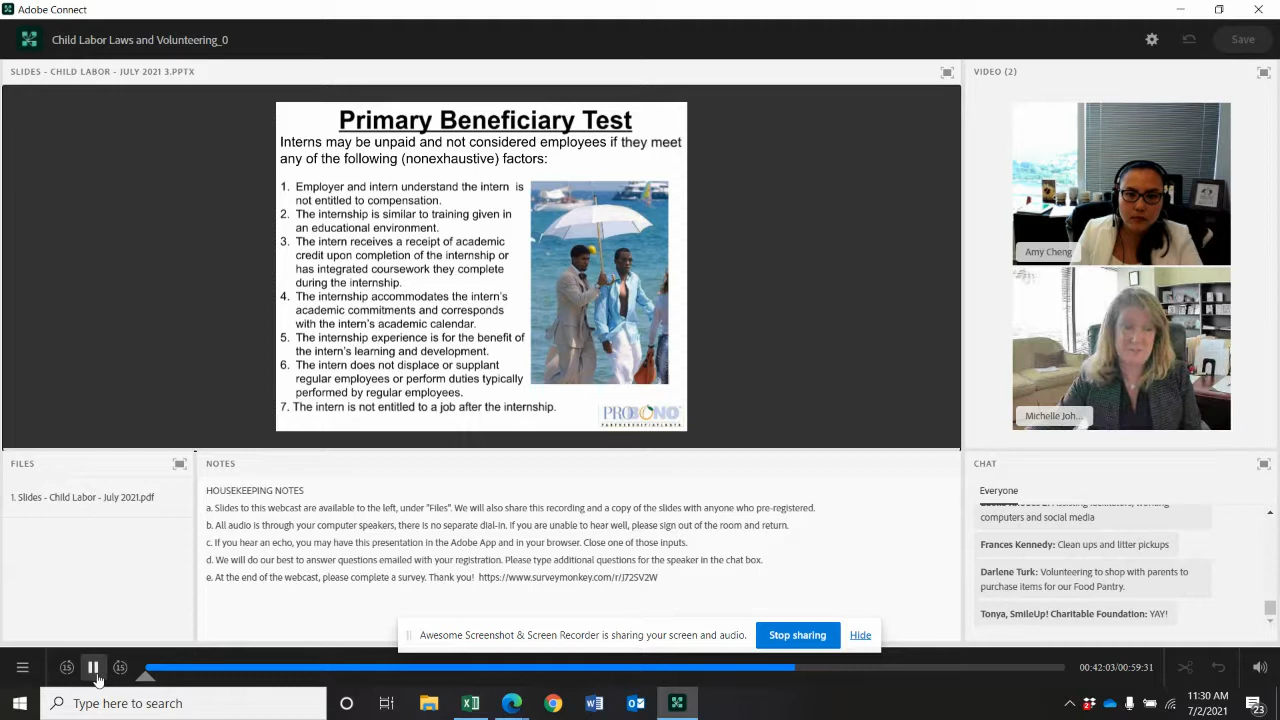 Adobe Connect
Child Labor Laws and Volunteering_0
Save
SLIDES - CHILD LABOR - JULY 2021 3.PPTX
VIDEO (2)
Primary Beneficiary Test
Interns may be unpaid and not considered employees if they meet
any of the following (nonexhaustive) factors:
1. Employer and intern understand the intern is
not entitled to compensation.
2. The internship is similar to training given in
an educational environment.
3. The intern receives a receipt of academic
credit upon completion of the internship or
has integrated coursework they complete
during the internship.
4. The internship accommodates the intern's
academic commitments and corresponds
with the intern's academic calendar.
5. The internship experience is for the benefit of
the intern's learning and development.
6. The intern does not displace or supplant
regular employees or perform duties typically
performed by regular employees.
7. The intern is not entitled to a job after the internship.
PROBONO
PARTNERSHIP/ATLANTA
Amy Cheng
Michelle Joh...
FILES
1. Slides - Child Labor - July 2021.pdf
NOTES
HOUSEKEEPING NOTES
a. Slides to this webcast are available to the left, under "Files". We will also share this recording and a copy of the slides with anyone who pre-registered.
b. All audio is through your computer speakers, there is no separate dial-in. If you are unable to hear well, please sign out of the room and return.
c. If you hear an echo, you may have this presentation in the Adobe App and in your browser. Close one of those inputs.
d. We will do our best to answer questions emailed with your registration. Please type additional questions for the speaker in the chat box.
e. At the end of the webcast, please complete a survey. Thank you! https://www.surveymonkey.com/r/J72SV2W
CHAT
Everyone
computers and social media
Frances Kennedy: Clean ups and litter pickups
Darlene Turk: Volunteering to shop with parents to
purchase items for our Food Pantry.
Tonya, SmileUp! Charitable Foundation: YAY!
Awesome Screenshot & Screen Recorder is sharing your screen and audio.
Stop sharing
Hide
15
15
00:42:03/00:59:31
Type here to search
11:30 AM
7/2/2021
23